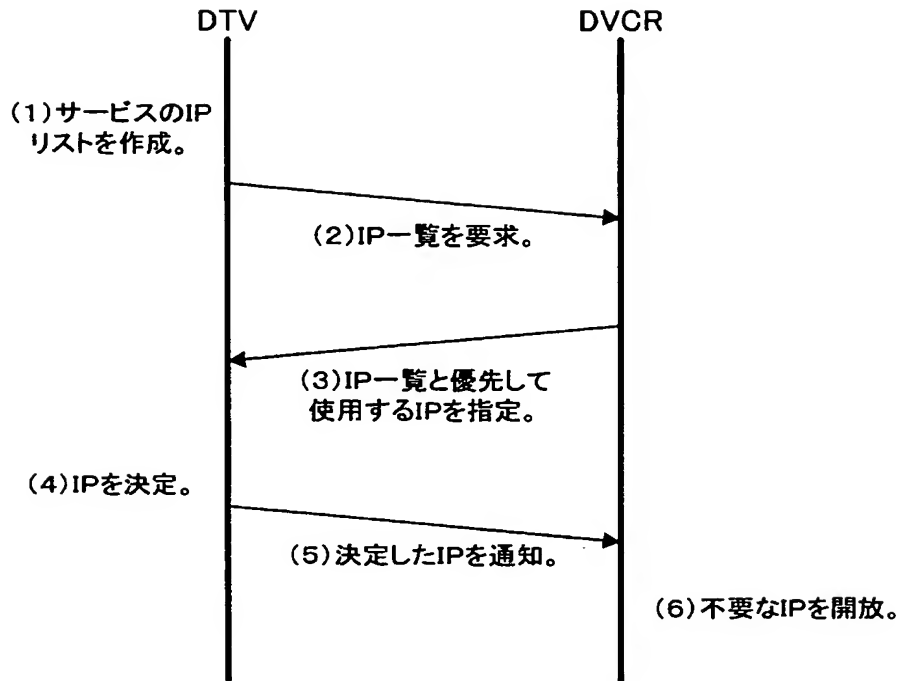 DTV
DVCR
(1)サービスのIP
リストを作成。
(2)IP一覧を要求。
(3)IP一覧と優先して
使用するIPを指定。
(4)IPを決定。
(5)決定したIPを通知。
(6)不要なIPを開放。